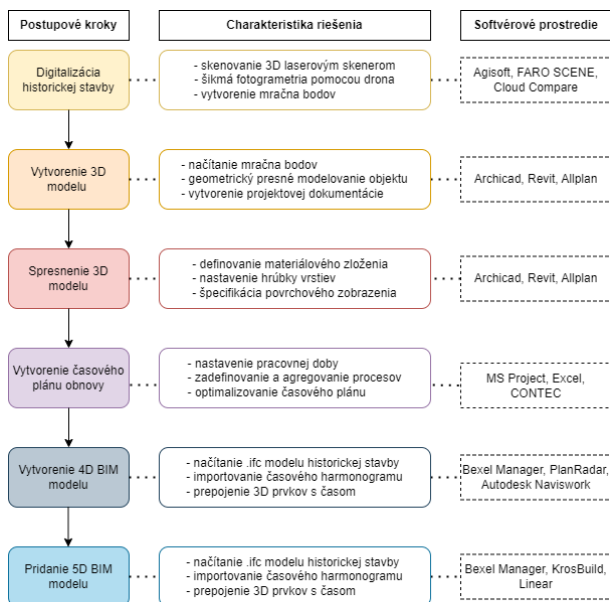 Postupové kroky
Charakteristika riešenia
Softvérové prostredie
Digitalizácia
historickej stavby
- skenovanie 3D laserovým skenerom
- šikmá fotogrametria pomocou drona
- vytvorenie mračna bodov
Agisoft, FARO SCENE,
Cloud Compare
Vytvorenie 3D
modelu
- načítanie mračna bodov
- geometrický presné modelovanie objektu
- vytvorenie projektovej dokumentácie
Archicad, Revit, Allplan
Spresnenie 3D
modelu
- definovanie materiálového zloženia
- nastavenie hrúbky vrstiev
- špecifikácia povrchového zobrazenia
Archicad, Revit, Allplan
Vytvorenie časového
plánu obnovy
- nastavenie pracovnej doby
- zadefinovanie a agregovanie procesov
- optimalizovanie časového plánu
MS Project, Excel,
CONTEC
Vytvorenie 4D BIM
modelu
- načítanie .ifc modelu historickej stavby
- importovanie časového harmonogramu
- prepojenie 3D prvkov s časom
Bexel Manager, PlanRadar,
Autodesk Naviswork
Pridanie 5D BIM
modelu
- načítanie .ifc modelu historickej stavby
- importovanie časového harmonogramu
- prepojenie 3D prvkov s časom
Bexel Manager, KrosBuild,
Linear